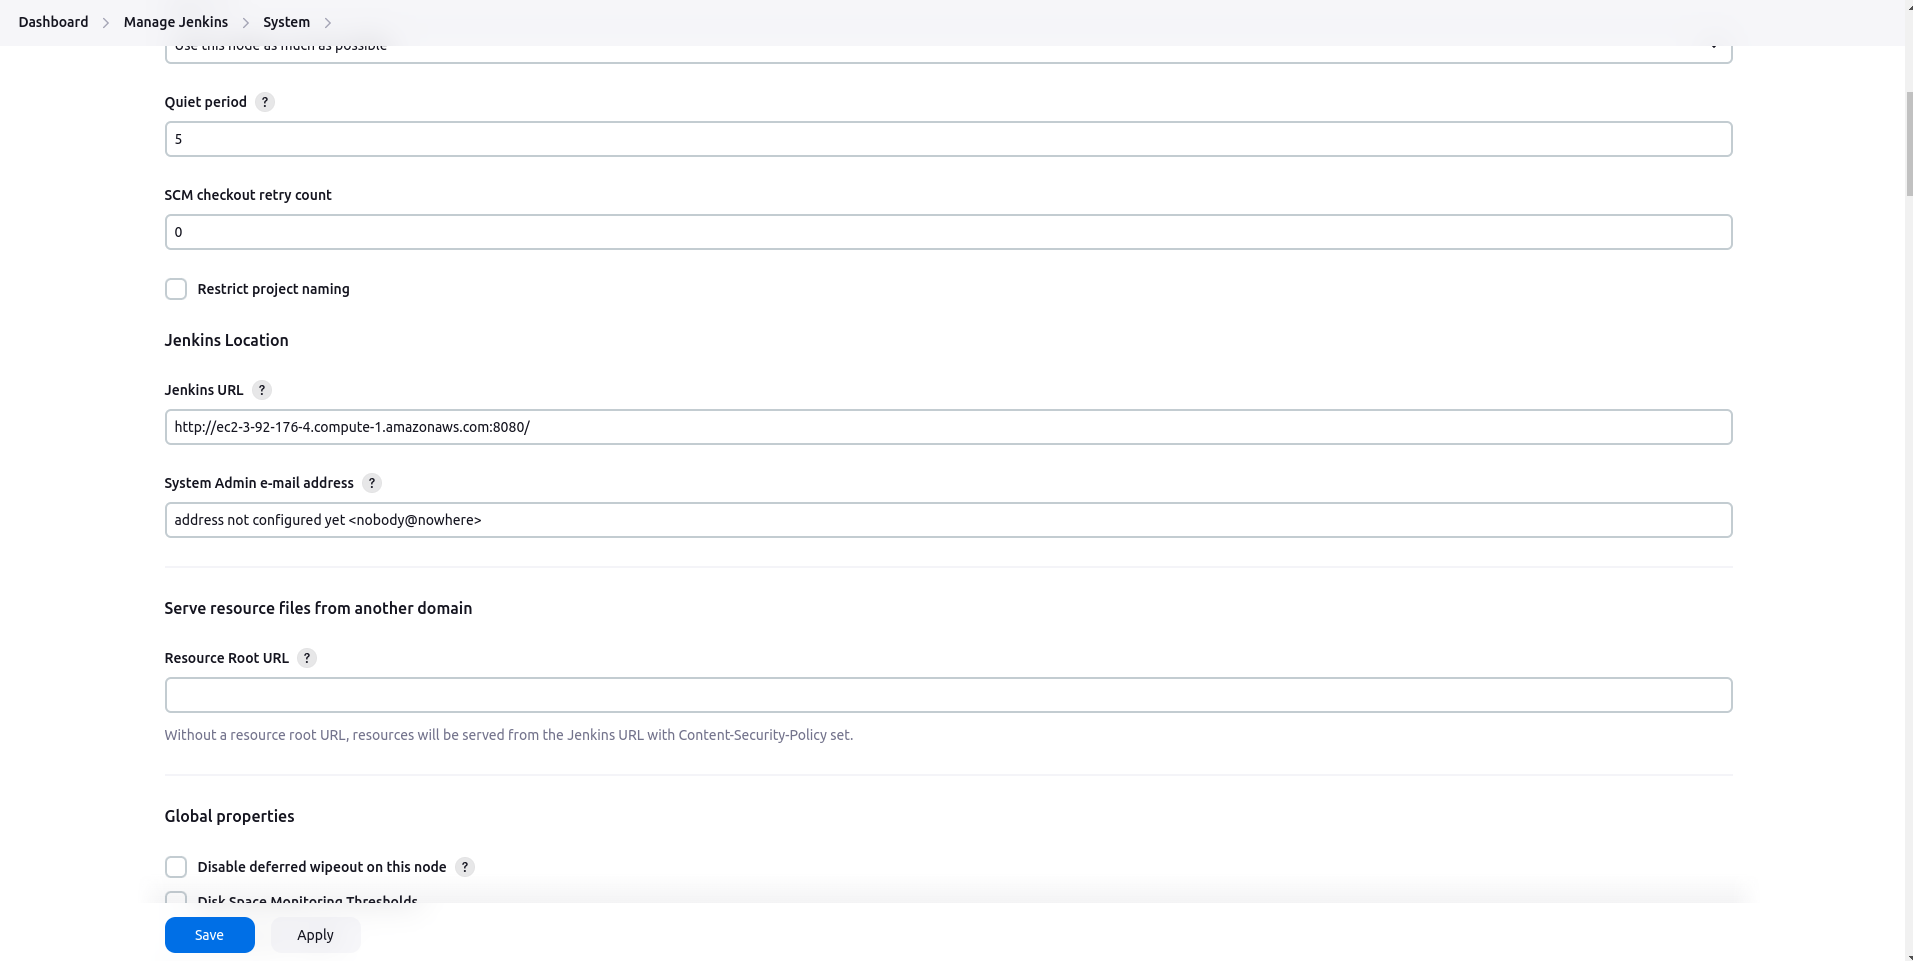 Dashboard > Manage Jenkins > System >
Use this node as much as possible
Quiet period ?
5
SCM checkout retry count
0
Restrict project naming
Jenkins Location
Jenkins URL ?
http://ec2-3-92-176-4.compute-1.amazonaws.com:8080/
System Admin e-mail address ?
address not configured yet <nobody@nowhere>
Serve resource files from another domain
Resource Root URL ?
Without a resource root URL, resources will be served from the Jenkins URL with Content-Security-Policy set.
Global properties
Disable deferred wipeout on this node ?
Disk Space Monitoring Thresholds
Save Apply